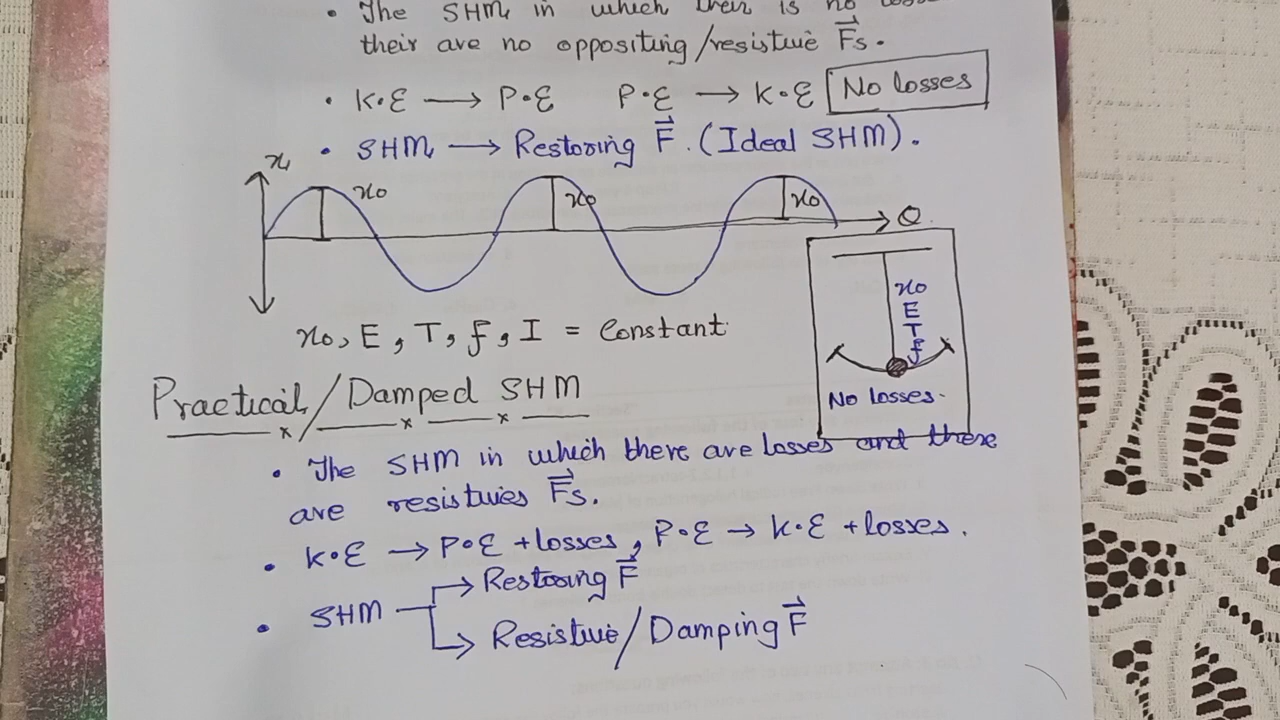 • The SHM in which their is no
their are no oppositing/resistive F⃗s.
• K.E → P.E P.E → K.E No losses
• SHM → Restoring F⃗. (Ideal SHM).
x
x₀ x₀ x₀
θ
x₀, E, T, f, I = Constant
x₀
E
T
f
No losses.
Practical/Damped SHM
• The SHM in which there are losses and there
are resistuies F⃗s.
• K.E → P.E + losses, P.E → K.E + losses.
• SHM → Restoring F⃗
→ Resistive/Damping F⃗